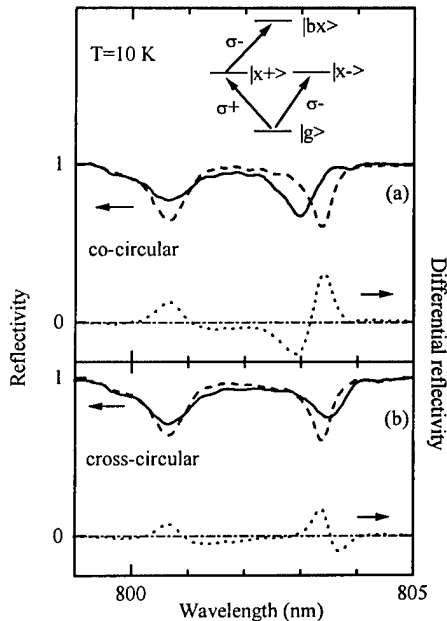 T=10 K
|bx>
σ-
|x+>
|x->
σ+
σ-
|g>
1
(a)
co-circular
0
1
(b)
cross-circular
0
800
805
Wavelength (nm)
Reflectivity
Differential reflectivity